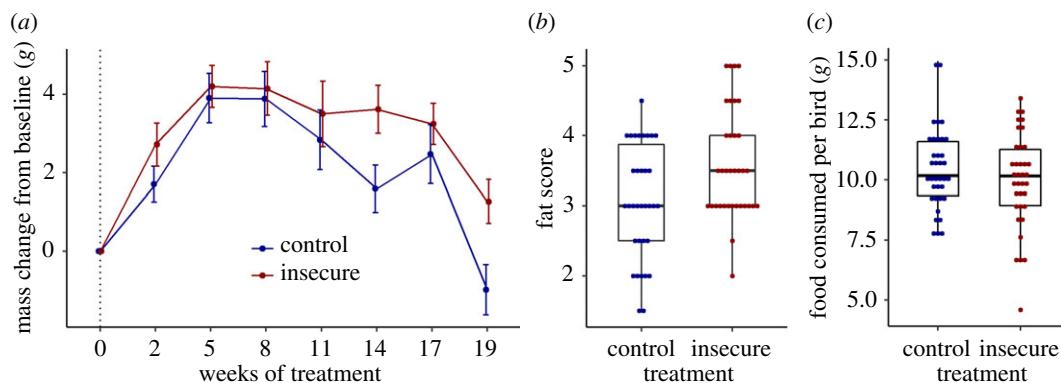 (a)
mass change from baseline (g)
4
2
0
control
insecure
0 2 5 8 11 14 17 19
weeks of treatment
(b)
fat score
5
4
3
2
control insecure
treatment
(c)
food consumed per bird (g)
15.0
12.5
10.0
7.5
5.0
control insecure
treatment